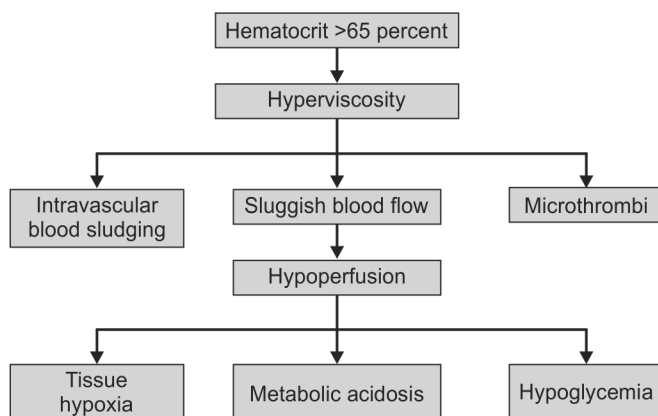 Hematocrit >65 percent
Hyperviscosity
Intravascular
blood sludging
Sluggish blood flow
Microthrombi
Hypoperfusion
Tissue
hypoxia
Metabolic acidosis
Hypoglycemia